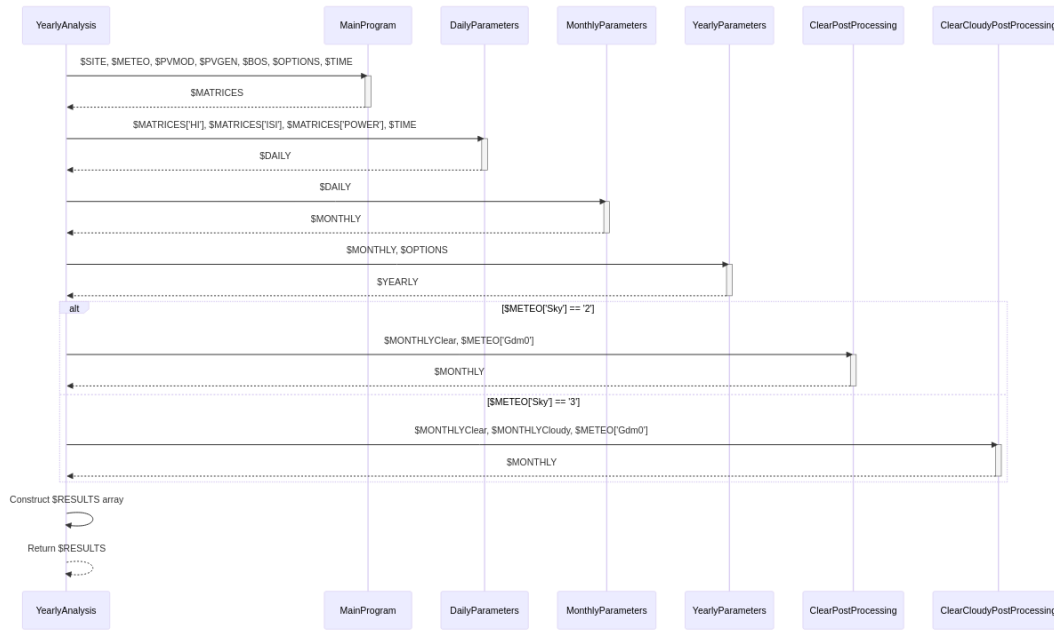 YearlyAnalysis MainProgram DailyParameters MonthlyParameters YearlyParameters ClearPostProcessing ClearCloudyPostProcessing
$SITE, $METEO, $PVMOD, $PVGEN, $BOS, $OPTIONS, $TIME
$MATRICES
$MATRICES['HI'], $MATRICES['ISI'], $MATRICES['POWER'], $TIME
$DAILY
$DAILY
$MONTHLY
$MONTHLY, $OPTIONS
$YEARLY
alt [$METEO['Sky'] == '2']
$MONTHLYClear, $METEO['Gdm0']
$MONTHLY
[$METEO['Sky'] == '3']
$MONTHLYClear, $MONTHLYCloudy, $METEO['Gdm0']
$MONTHLY
Construct $RESULTS array
Return $RESULTS
YearlyAnalysis MainProgram DailyParameters MonthlyParameters YearlyParameters ClearPostProcessing ClearCloudyPostProcessing